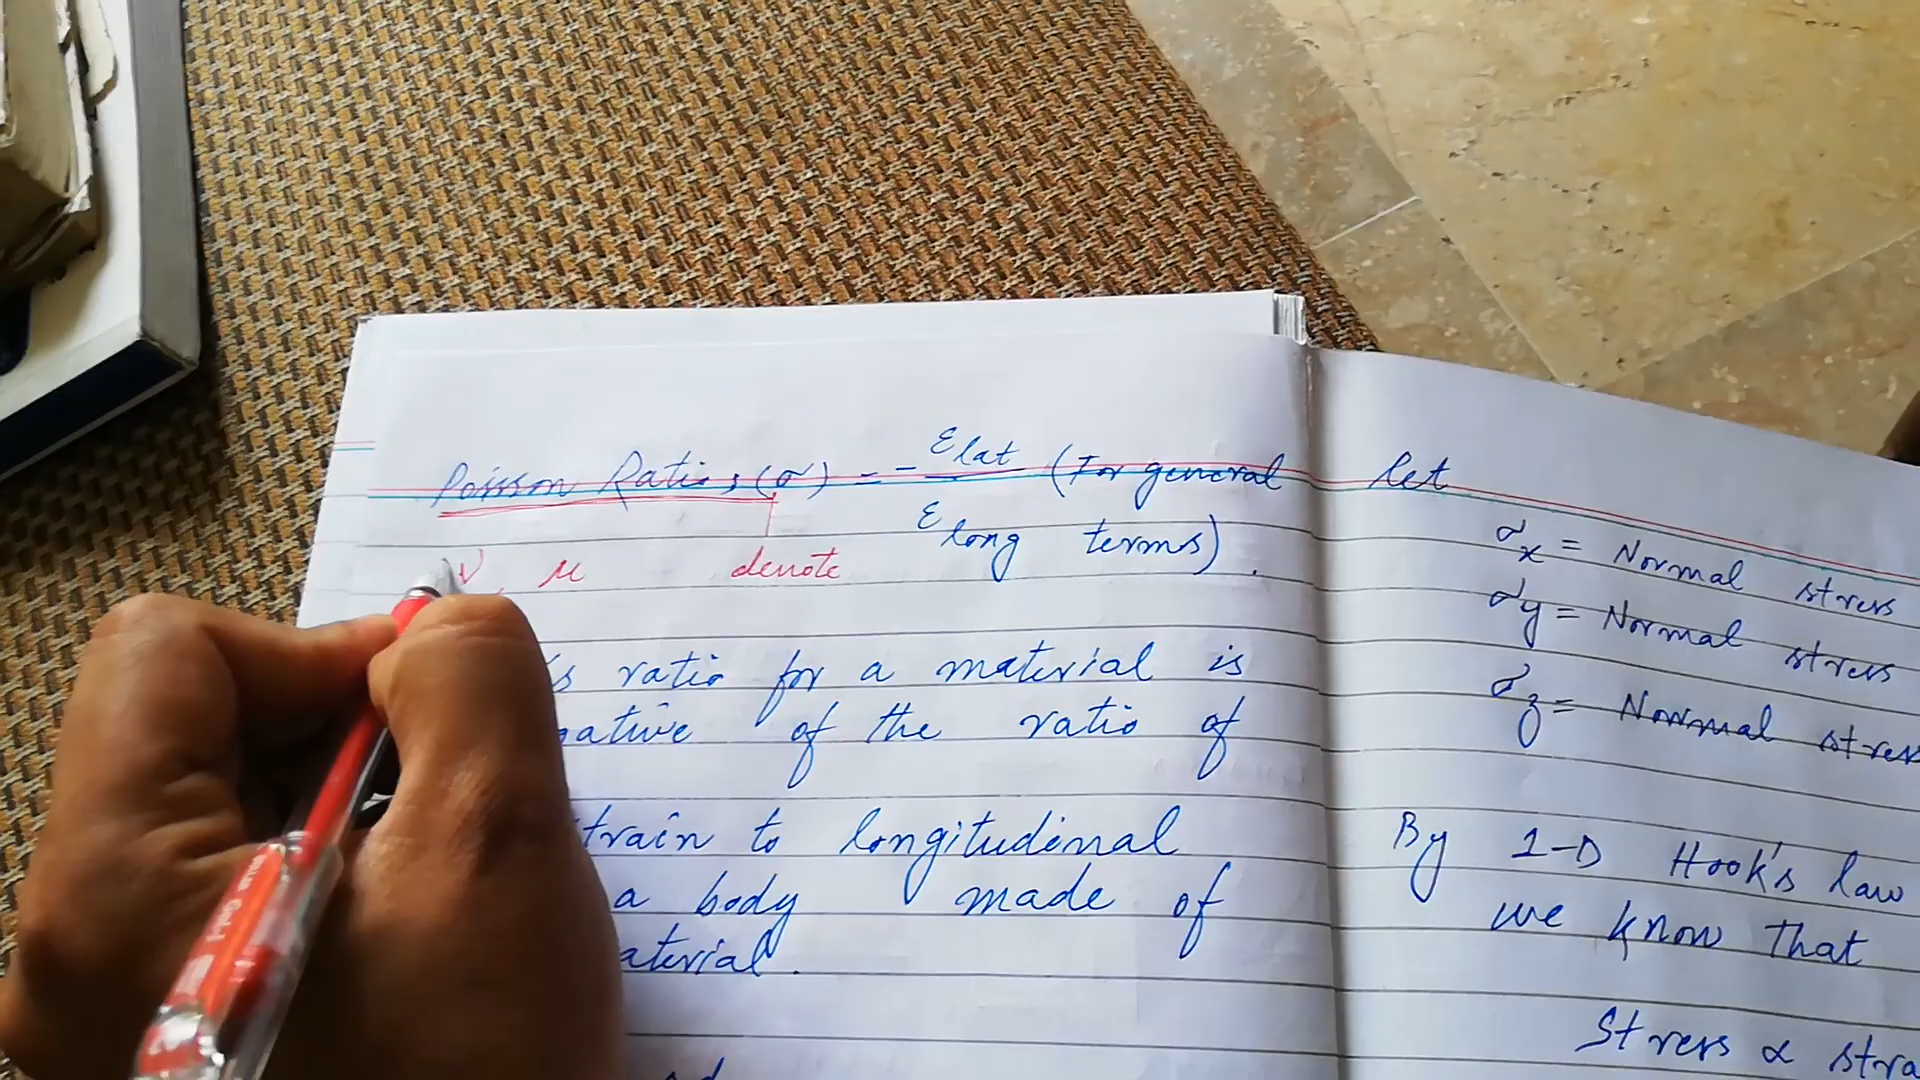 Poisson Ratio; (σ) = - εlat (For general
εlong terms).
ν, μ denote
's ratio for a material is
gative of the ratio of
train to longitudinal
a body made of
aterial.
let
σx = Normal stress
σy = Normal stress
σz = Normal stress
By 1-D Hook's law
we know that
Stress α stra